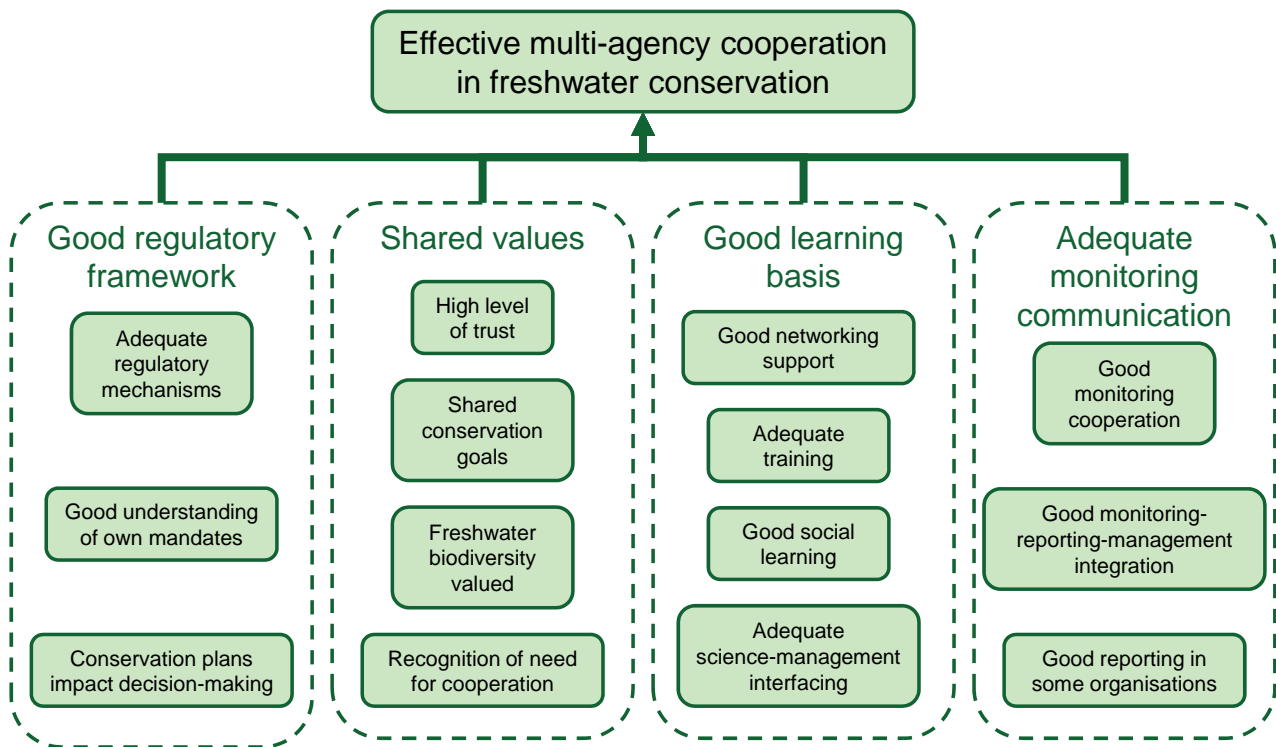 Effective multi-agency cooperation
in freshwater conservation
Good regulatory
framework
Adequate
regulatory
mechanisms
Good understanding
of own mandates
Conservation plans
impact decision-making
Shared values
High level
of trust
Shared
conservation
goals
Freshwater
biodiversity
valued
Recognition of need
for cooperation
Good learning
basis
Good networking
support
Adequate
training
Good social
learning
Adequate
science-management
interfacing
Adequate
monitoring
communication
Good
monitoring
cooperation
Good monitoring-
reporting-management
integration
Good reporting in
some organisations